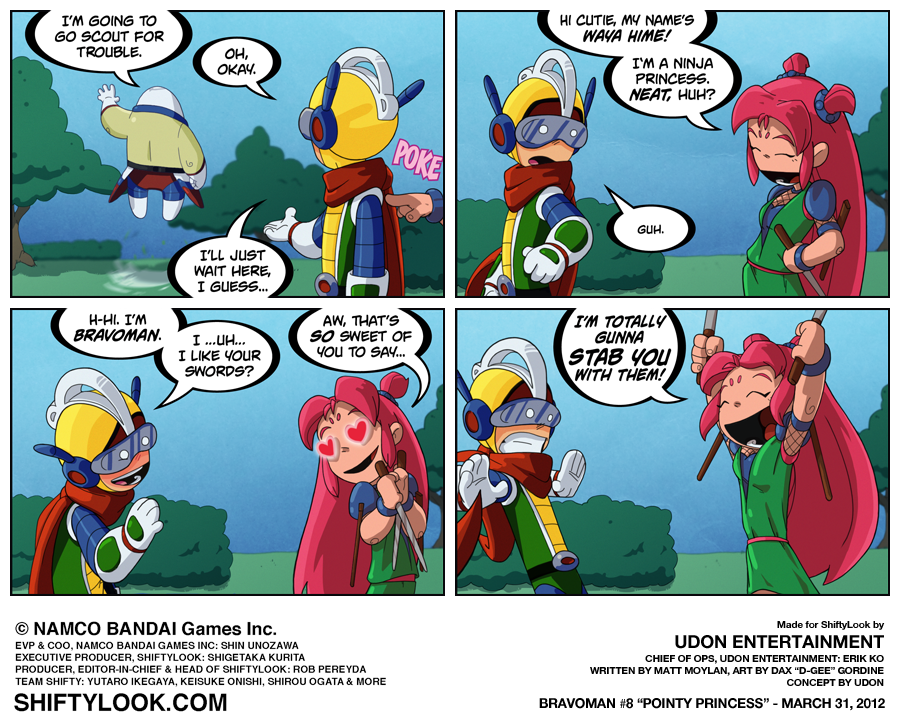 I'M GOING TO
GO SCOUT FOR
TROUBLE.
OH,
OKAY.
POKE
I'LL JUST
WAIT HERE,
I GUESS...
HI CUTIE, MY NAME'S
WAYA HIME!
I'M A NINJA
PRINCESS.
NEAT, HUH?
GUH.
H-HI. I'M
BRAVOMAN.
I ...UH...
I LIKE YOUR
SWORDS?
AW, THAT'S
SO SWEET OF
YOU TO SAY...
I'M TOTALLY
GUNNA
STAB YOU
WITH THEM!
© NAMCO BANDAI Games Inc.
EVP & COO, NAMCO BANDAI GAMES INC: SHIN UNOZAWA
EXECUTIVE PRODUCER, SHIFTYLOOK: SHIGETAKA KURITA
PRODUCER, EDITOR-IN-CHIEF & HEAD OF SHIFTYLOOK: ROB PEREYDA
TEAM SHIFTY: YUTARO IKEGAYA, KEISUKE ONISHI, SHIROU OGATA & MORE
SHIFTYLOOK.COM
Made for ShiftyLook by
UDON ENTERTAINMENT
CHIEF OF OPS, UDON ENTERTAINMENT: ERIK KO
WRITTEN BY MATT MOYLAN, ART BY DAX "D-GEE" GORDINE
CONCEPT BY UDON
BRAVOMAN #8 "POINTY PRINCESS" - MARCH 31, 2012